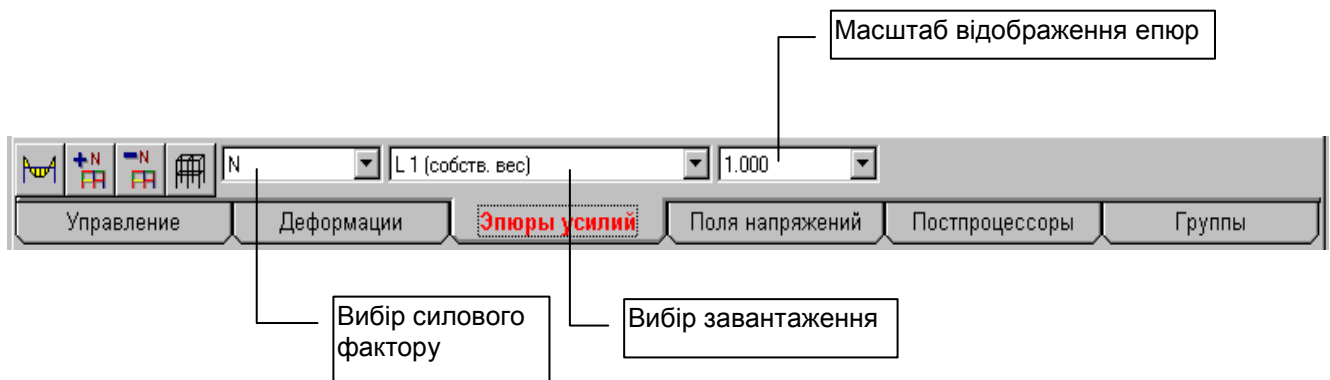 Масштаб відображення епюр
+N
-N
N
L 1 (собств. вес)
1.000
Управление
Деформации
Эпюры усилий
Поля напряжений
Постпроцессоры
Группы
Вибір силового
фактору
Вибір завантаження